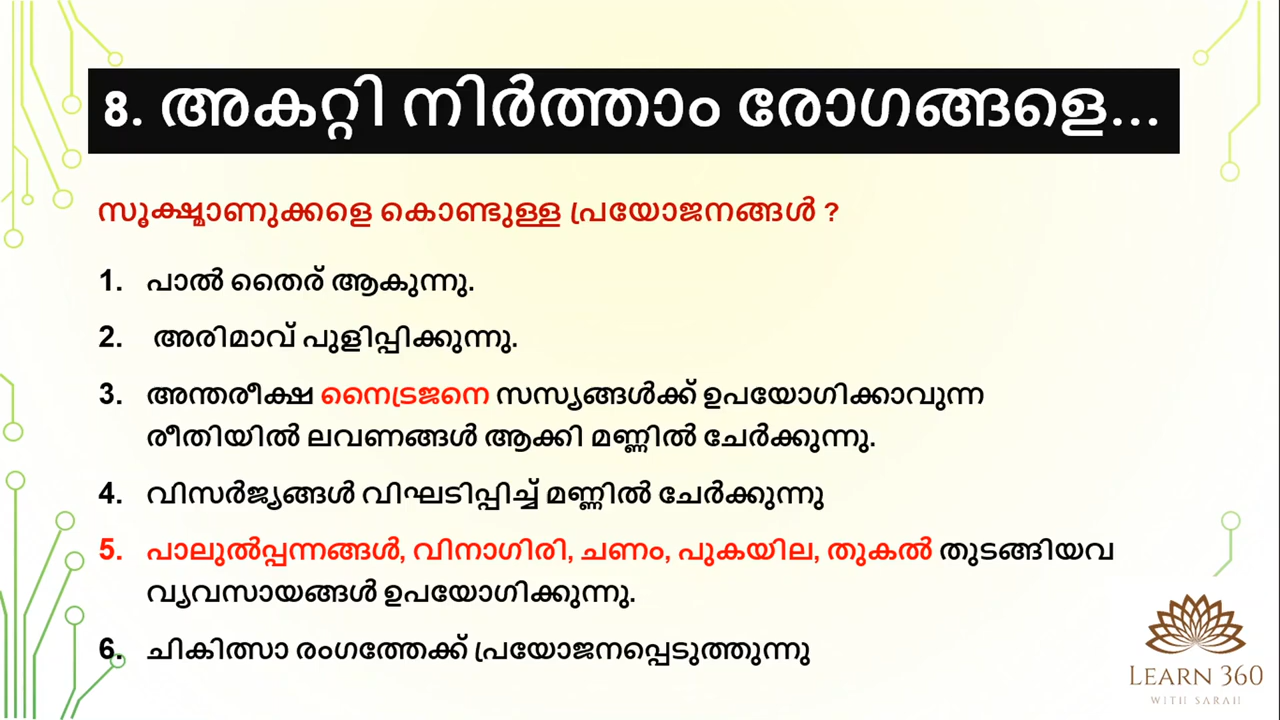 8. അകറ്റി നിർത്താം രോഗങ്ങളെ...
സൂക്ഷ്മാണുക്കളെ കൊണ്ടുള്ള പ്രയോജനങ്ങൾ ?
1. പാൽ തൈര് ആകുന്നു.
2. അരിമാവ് പുളിപ്പിക്കുന്നു.
3. അന്തരീക്ഷ നൈട്രജനെ സസ്യങ്ങൾക്ക് ഉപയോഗിക്കാവുന്ന
രീതിയിൽ ലവണങ്ങൾ ആക്കി മണ്ണിൽ ചേർക്കുന്നു.
4. വിസർജ്യങ്ങൾ വിഘടിപ്പിച്ച് മണ്ണിൽ ചേർക്കുന്നു
5. പാലുൽപ്പന്നങ്ങൾ, വിനാഗിരി, ചണം, പുകയില, തുകൽ തുടങ്ങിയവ
വ്യവസായങ്ങൾ ഉപയോഗിക്കുന്നു.
6. ചികിത്സാ രംഗത്തേക്ക് പ്രയോജനപ്പെടുത്തുന്നു
LEARN 360
WITH SARAH